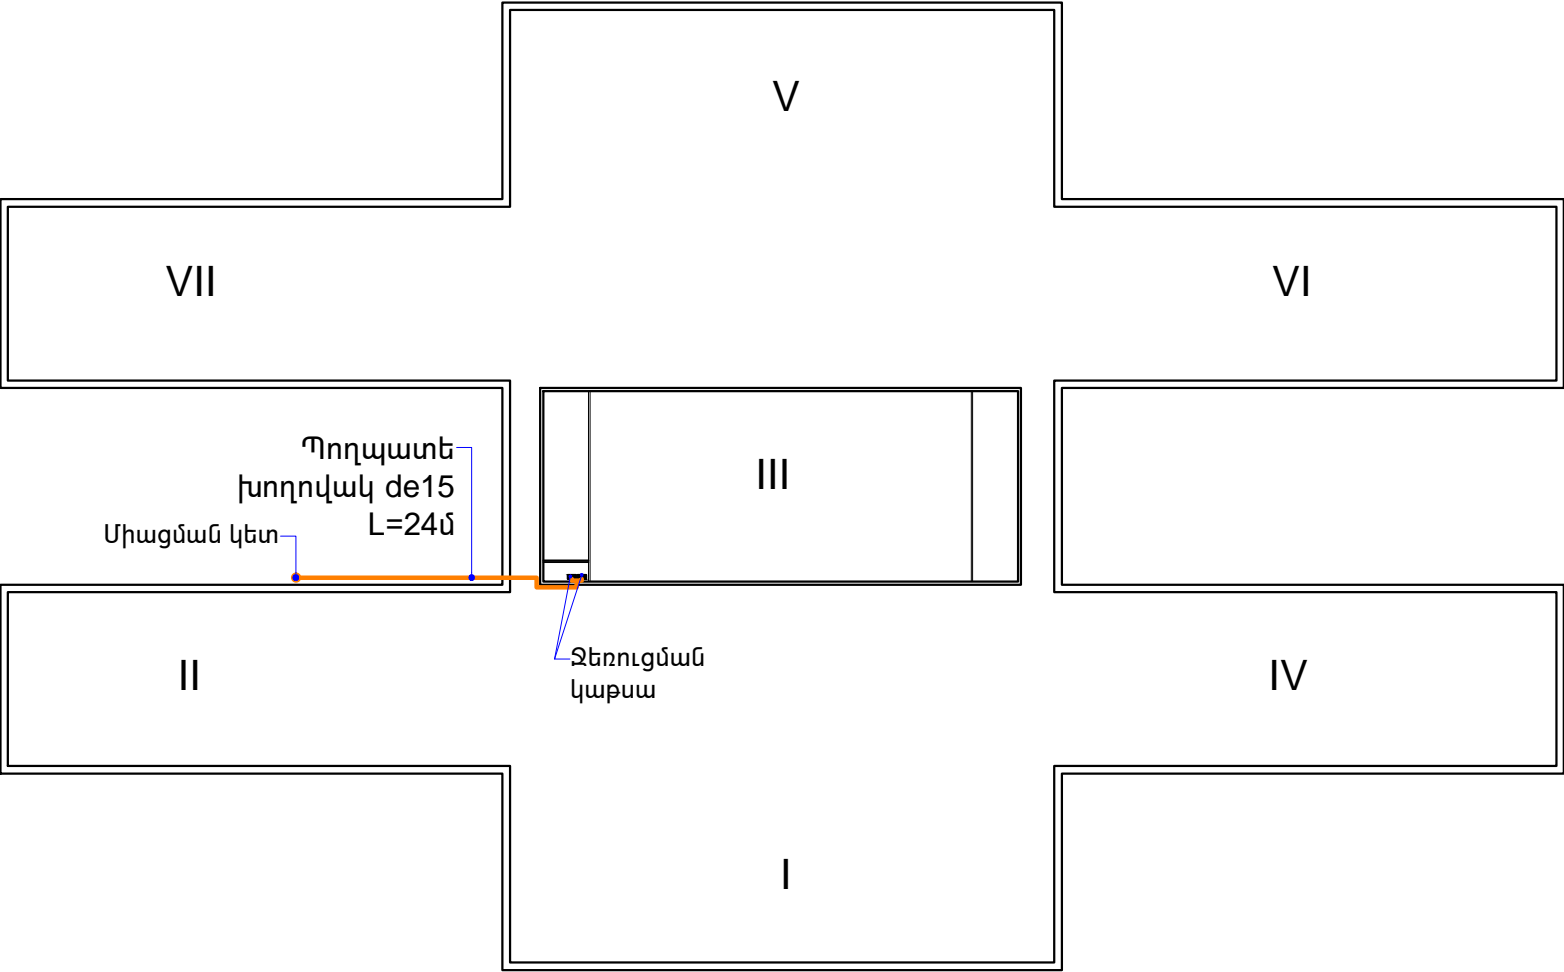 V
VII
VI
Պողպատե
խողովակ de15
L=24մ
III
Միացման կետ
Ջեռուցման
կաթսա
II
IV
I